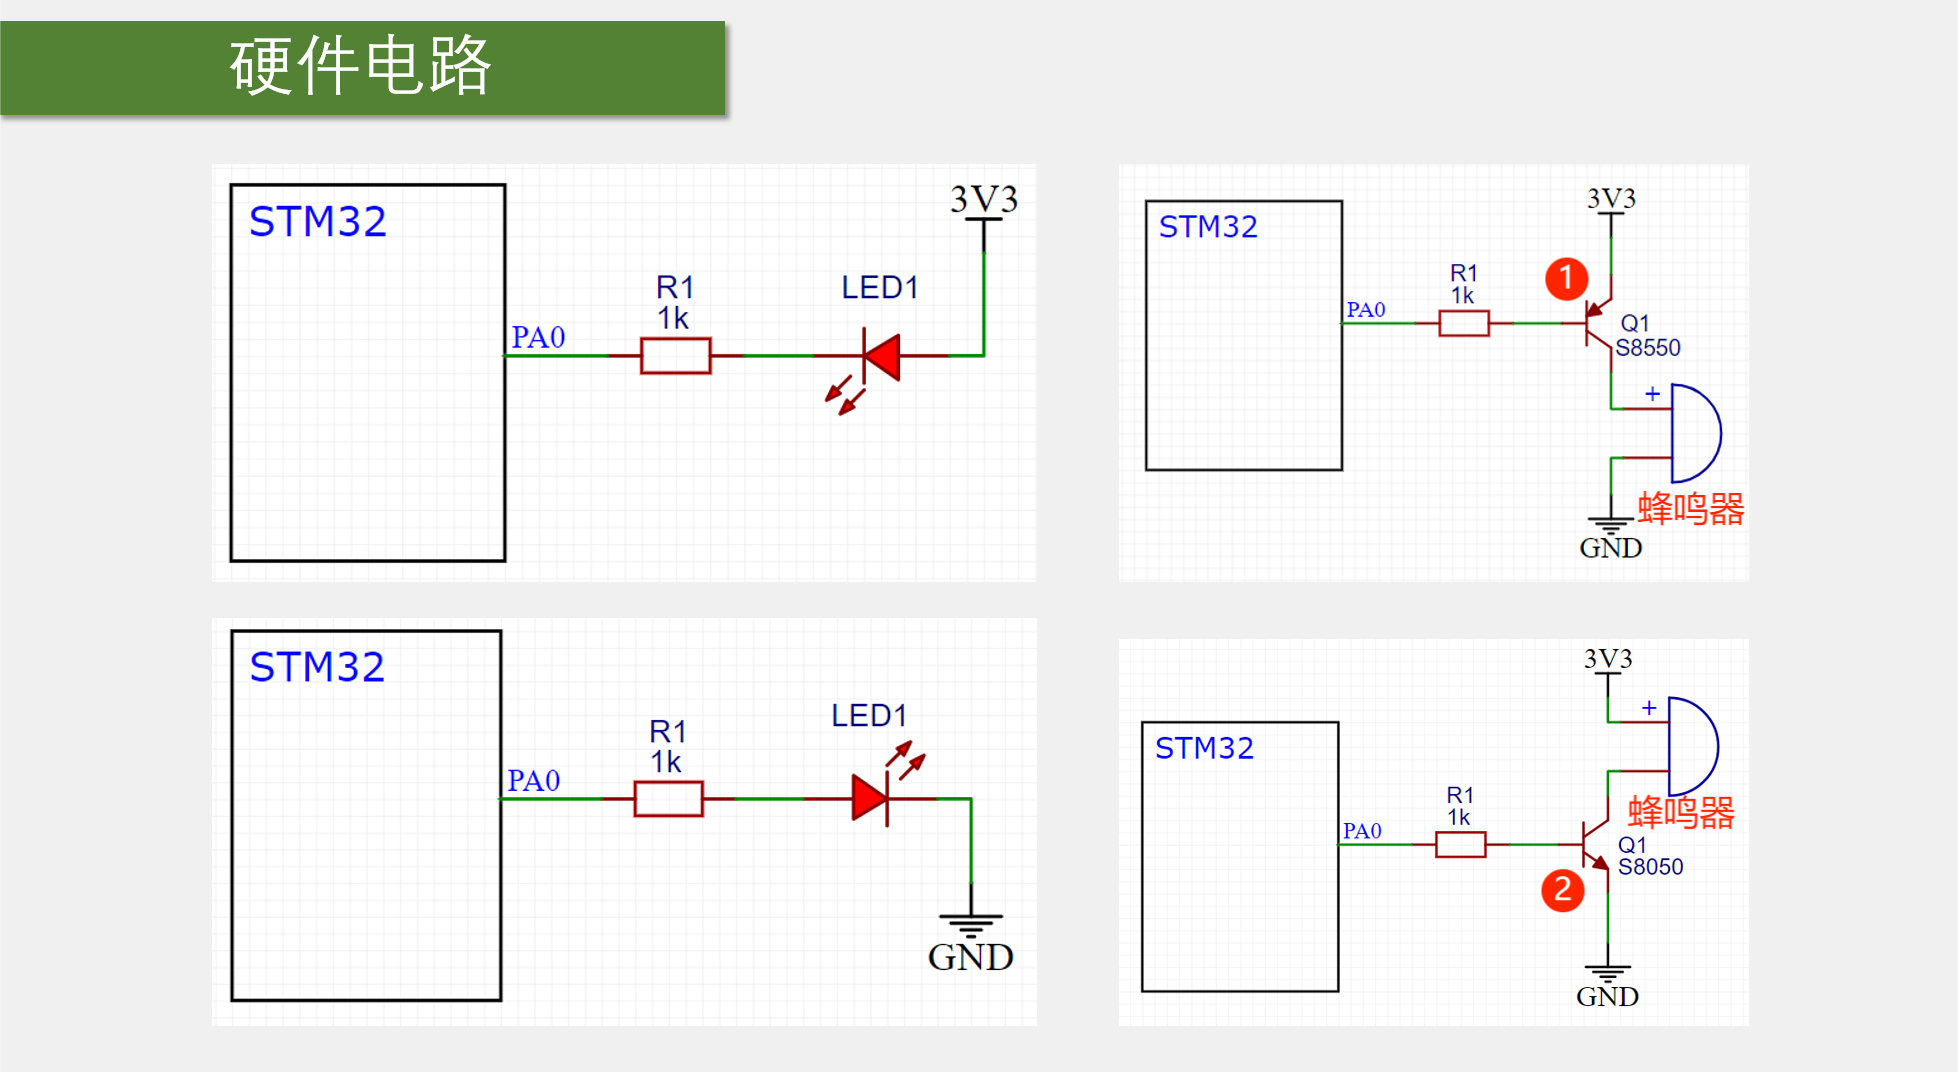 硬件电路
STM32
PA0
R1
1k
LED1
3V3
STM32
PA0
R1
1k
3V3
1
Q1
S8550
+
蜂鸣器
GND
STM32
PA0
R1
1k
LED1
GND
STM32
PA0
R1
1k
3V3
+
蜂鸣器
Q1
S8050
2
GND